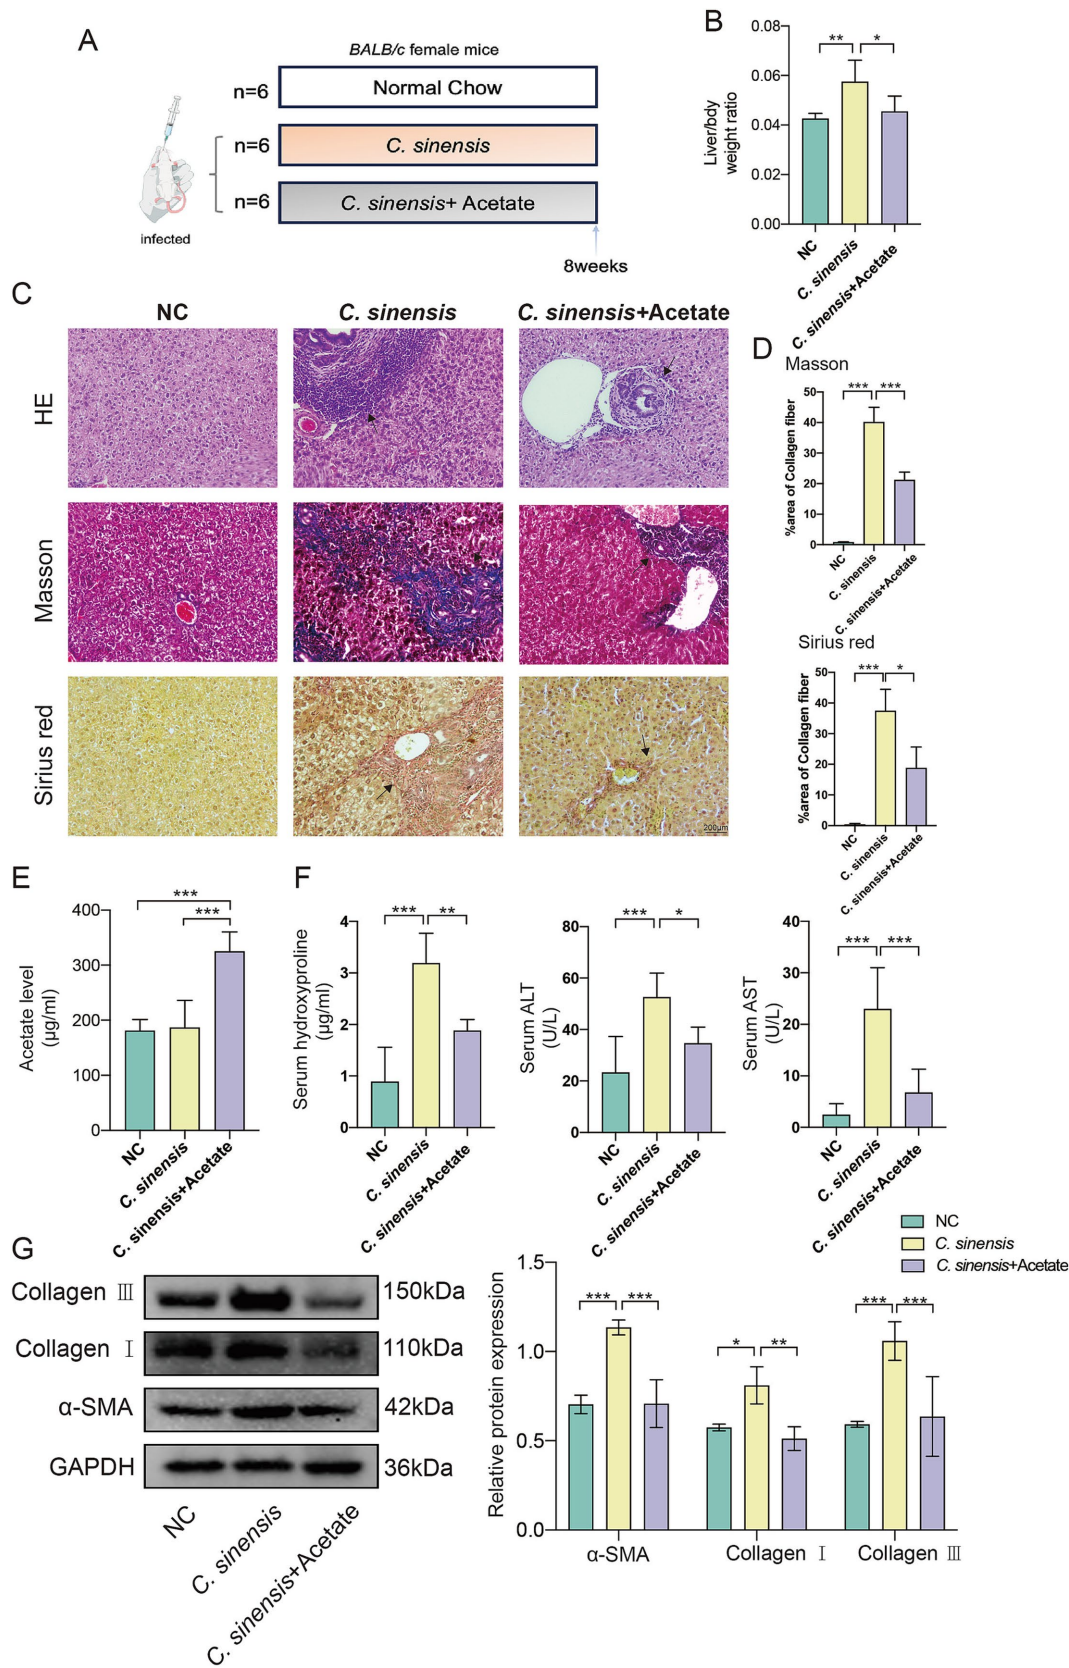 A
BALB/c female mice
n=6
Normal Chow
n=6
C. sinensis
n=6
C. sinensis+ Acetate
infected
8weeks
B
Liver/bdy
weight ratio
0.08
0.06
0.04
0.02
0.00
** *
NC
C. sinensis
C. sinensis+Acetate
C
NC
C. sinensis
C. sinensis+Acetate
HE
Masson
Sirius red
200μm
D
Masson
%area of Collagen fiber
50
40
30
20
10
0
*** ***
NC
C. sinensis
C. sinensis+Acetate
Sirius red
%area of Collagen fiber
50
40
30
20
10
0
*** *
NC
C. sinensis
C. sinensis+Acetate
E
Acetate level
(μg/ml)
400
300
200
100
0
***
***
NC
C. sinensis
C. sinensis+Acetate
F
Serum hydroxyproline
(μg/ml)
4
3
2
1
0
*** **
NC
C. sinensis
C. sinensis+Acetate
Serum ALT
(U/L)
80
60
40
20
0
*** *
NC
C. sinensis
C. sinensis+Acetate
Serum AST
(U/L)
40
30
20
10
0
*** ***
NC
C. sinensis
C. sinensis+Acetate
G
Collagen Ⅲ
150kDa
Collagen Ⅰ
110kDa
α-SMA
42kDa
GAPDH
36kDa
NC
C. sinensis
C. sinensis+Acetate
NC
C. sinensis
C. sinensis+Acetate
Relative protein expression
1.5
1.0
0.5
0.0
*** ***
* **
*** ***
α-SMA
Collagen Ⅰ
Collagen Ⅲ